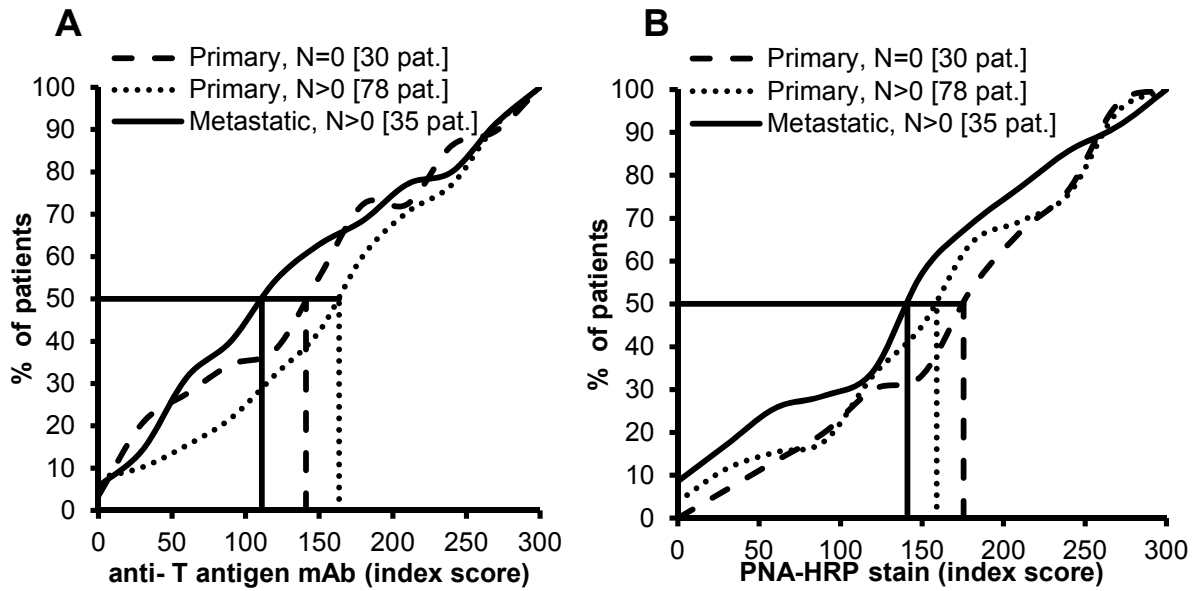 A
Primary, N=0 [30 pat.]
Primary, N>0 [78 pat.]
Metastatic, N>0 [35 pat.]
100
90
80
70
60
50
40
30
20
10
0
% of patients
0 50 100 150 200 250 300
anti- T antigen mAb (index score)
B
Primary, N=0 [30 pat.]
Primary, N>0 [78 pat.]
Metastatic, N>0 [35 pat.]
100
90
80
70
60
50
40
30
20
10
0
% of patients
0 50 100 150 200 250 300
PNA-HRP stain (index score)